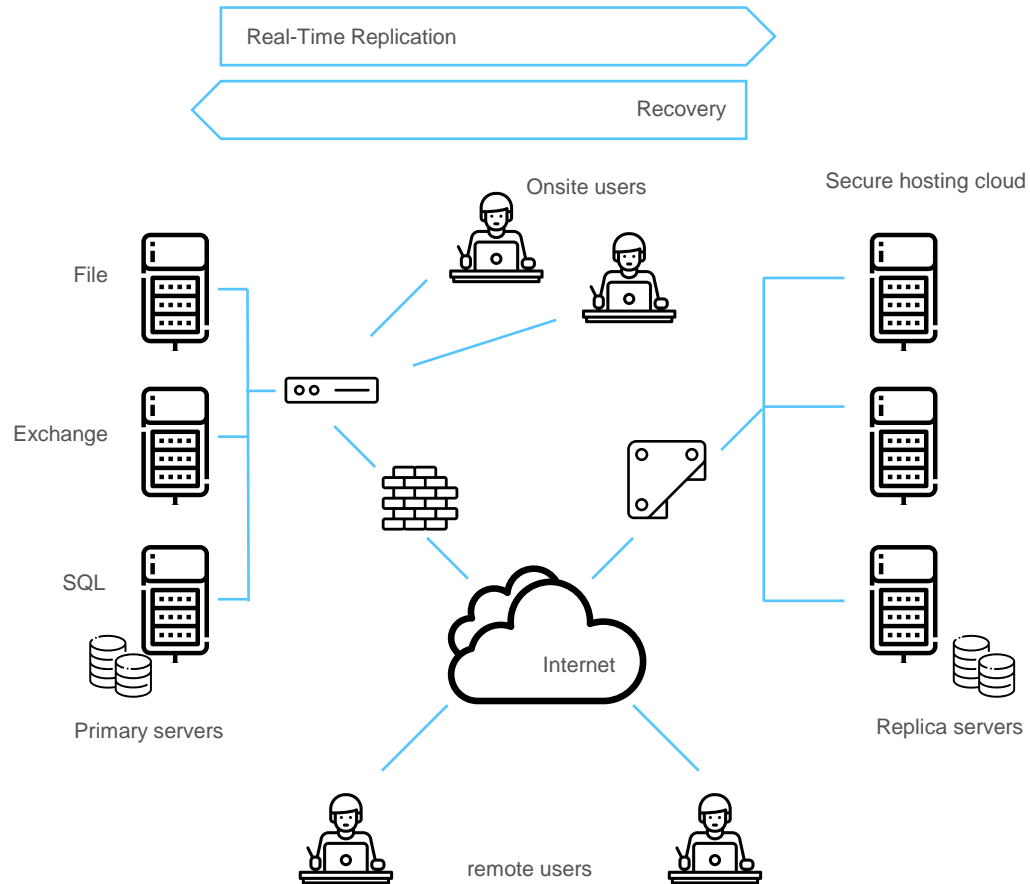 Real-Time Replication
Recovery
Onsite users
Secure hosting cloud
File
Exchange
SQL
Internet
Primary servers
Replica servers
remote users